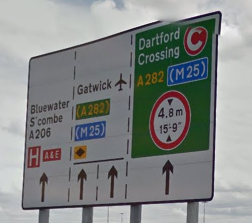 Bluewater
S'combe
A206
H A&E
Gatwick
(A282)
(M25)
Dartford
Crossing
C
A282 (M25)
4.8 m
15'-9"